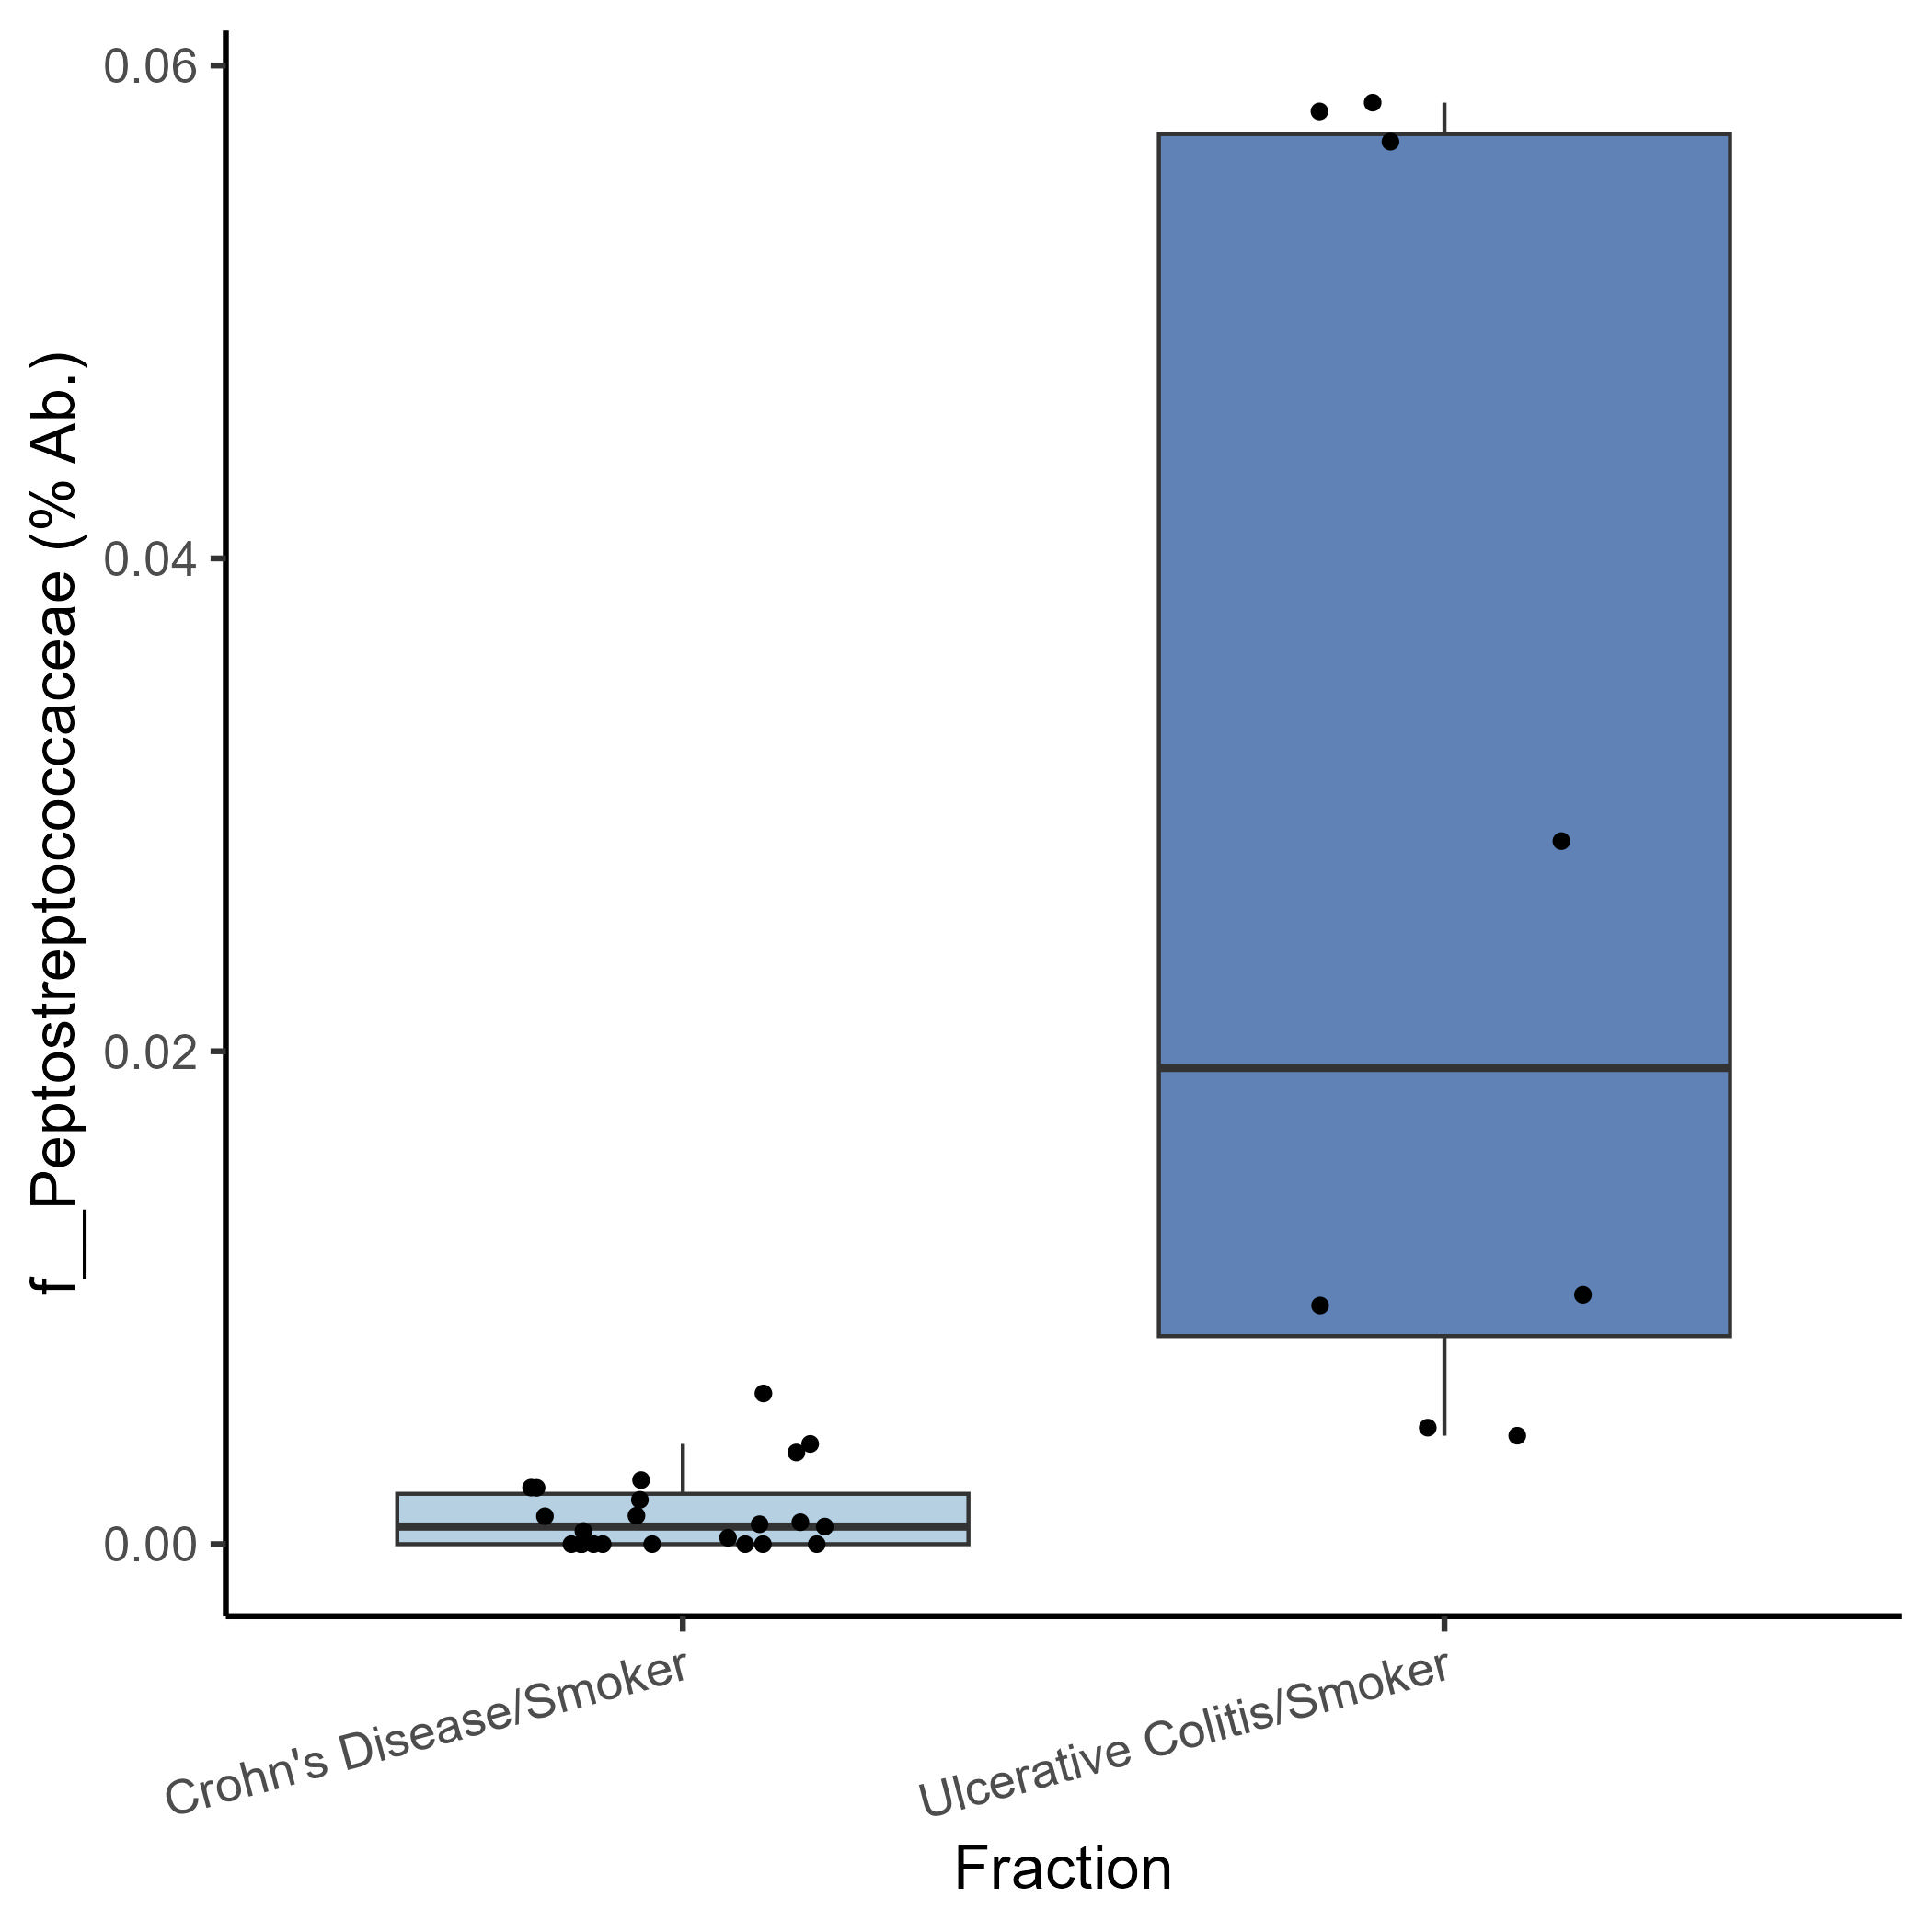 f__Peptostreptococcaceae (% Ab.)
0.06
0.04
0.02
0.00
Crohn's Disease/Smoker
Ulcerative Colitis/Smoker
Fraction